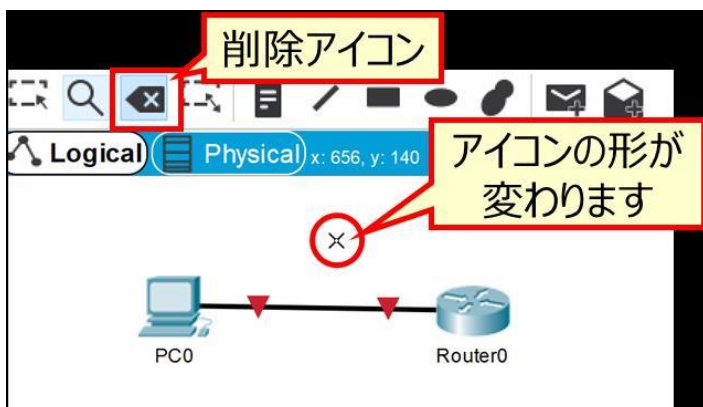 削除アイコン
Logical
Physical x: 656, y: 140
アイコンの形が
変わります
PC0
Router0